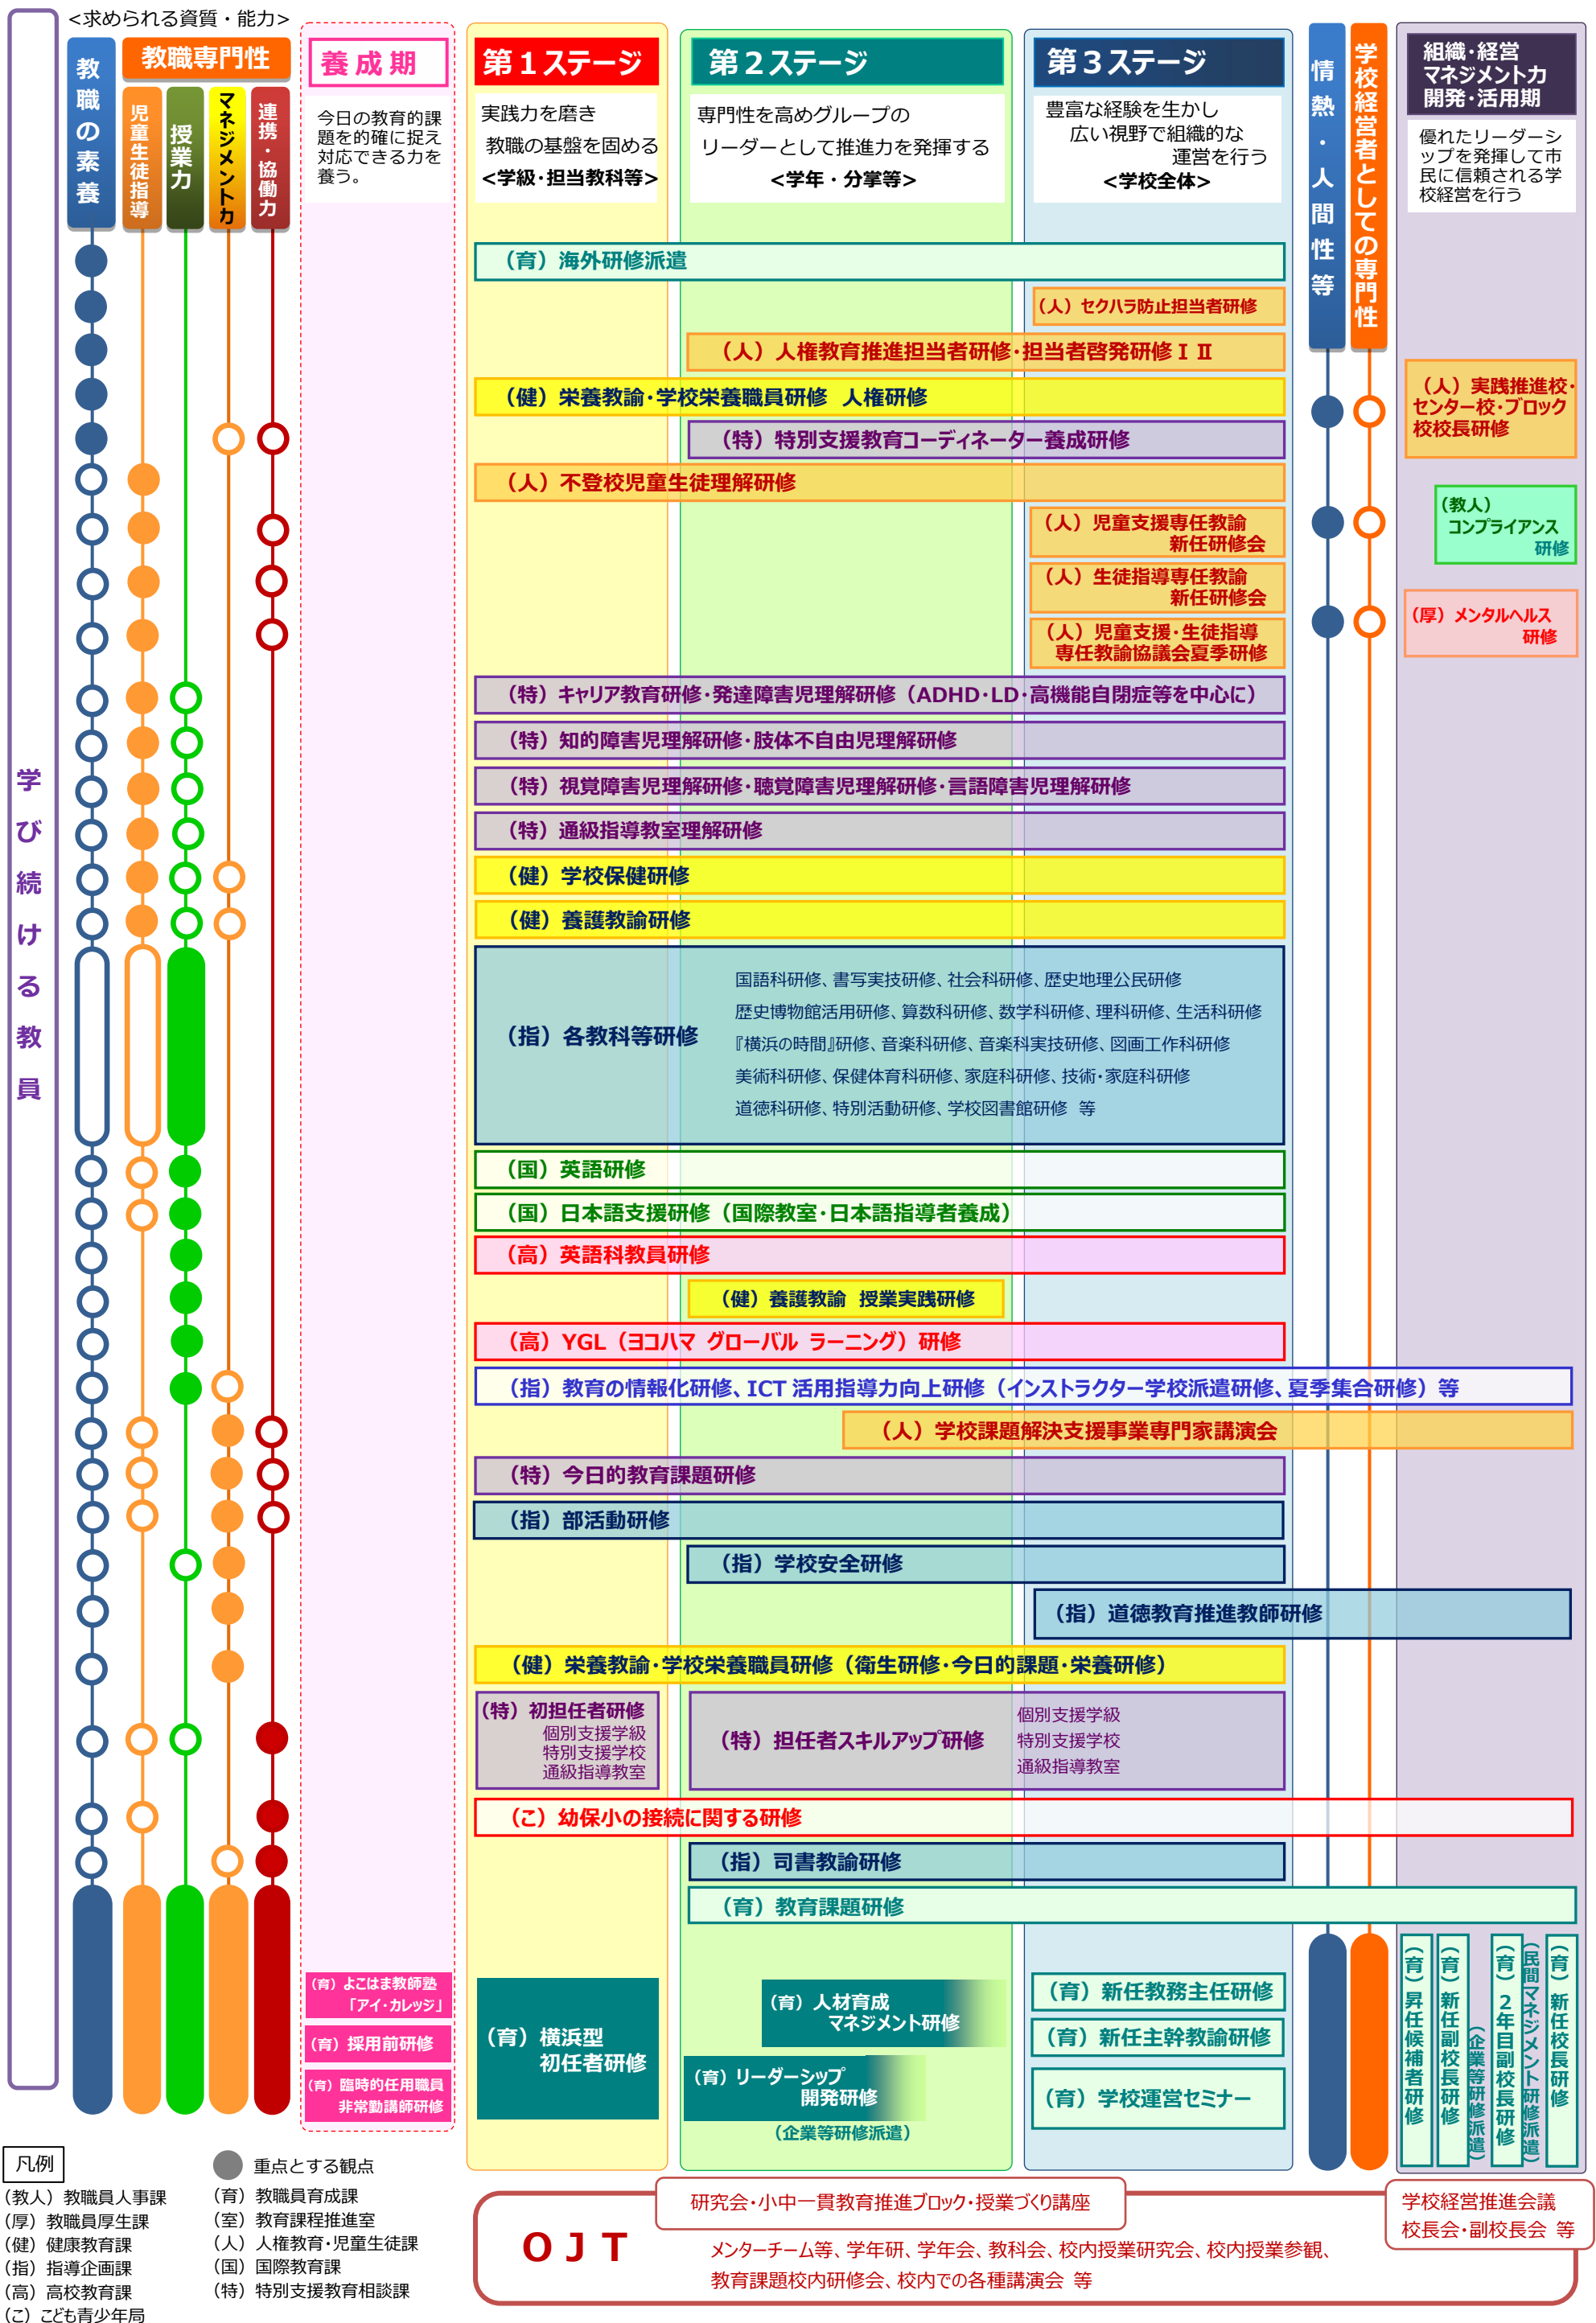 <求められる資質・能力>
学び続ける教員
教職の素養
教職専門性
児童生徒指導
授業力
マネジメント力
連携・協働力
養成期
今日の教育的課
題を的確に捉え
対応できる力を
養う。
第１ステージ
実践力を磨き
教職の基盤を固める
<学級・担当教科等>
第２ステージ
専門性を高めグループの
リーダーとして推進力を発揮する
<学年・分掌等>
第３ステージ
豊富な経験を生かし
広い視野で組織的な
運営を行う
<学校全体>
情熱・人間性等
学校経営者としての専門性
組織・経営
マネジメント力
開発・活用期
優れたリーダーシ
ップを発揮して市
民に信頼される学
校経営を行う
（育）海外研修派遣
（人）セクハラ防止担当者研修
（人）人権教育推進担当者研修・担当者啓発研修ⅠⅡ
（健）栄養教諭・学校栄養職員研修 人権研修
（人）実践推進校・
センター校・ブロック
校校長研修
（特）特別支援教育コーディネーター養成研修
（人）不登校児童生徒理解研修
（人）児童支援専任教諭
新任研修会
（教人）
コンプライアンス
研修
（人）生徒指導専任教諭
新任研修会
（厚）メンタルヘルス
研修
（人）児童支援・生徒指導
専任教諭協議会夏季研修
（特）キャリア教育研修・発達障害児理解研修（ADHD・LD・高機能自閉症等を中心に）
（特）知的障害児理解研修・肢体不自由児理解研修
（特）視覚障害児理解研修・聴覚障害児理解研修・言語障害児理解研修
（特）通級指導教室理解研修
（健）学校保健研修
（健）養護教諭研修
（指）各教科等研修
国語科研修、書写実技研修、社会科研修、歴史地理公民研修
歴史博物館活用研修、算数科研修、数学科研修、理科研修、生活科研修
『横浜の時間』研修、音楽科研修、音楽科実技研修、図画工作科研修
美術科研修、保健体育科研修、家庭科研修、技術・家庭科研修
道徳科研修、特別活動研修、学校図書館研修 等
（国）英語研修
（国）日本語支援研修（国際教室・日本語指導者養成）
（高）英語科教員研修
（健）養護教諭 授業実践研修
（高）YGL（ヨコハマ グローバル ラーニング）研修
（指）教育の情報化研修、ICT 活用指導力向上研修（インストラクター学校派遣研修、夏季集合研修）等
（人）学校課題解決支援事業専門家講演会
（特）今日的教育課題研修
（指）部活動研修
（指）学校安全研修
（指）道徳教育推進教師研修
（健）栄養教諭・学校栄養職員研修（衛生研修・今日的課題・栄養研修）
（特）初担任者研修
個別支援学級
特別支援学校
通級指導教室
（特）担任者スキルアップ研修
個別支援学級
特別支援学校
通級指導教室
（こ）幼保小の接続に関する研修
（指）司書教諭研修
（育）教育課題研修
（育）よこはま教師塾
「アイ・カレッジ」
（育）採用前研修
（育）臨時的任用職員
非常勤講師研修
（育）横浜型
初任者研修
（育）人材育成
マネジメント研修
（育）リーダーシップ
開発研修
（企業等研修派遣）
（育）新任教務主任研修
（育）新任主幹教諭研修
（育）学校運営セミナー
（育）昇任候補者研修
（育）新任副校長研修
（企業等研修派遣）
（育）２年目副校長研修
（民間マネジメント研修派遣）
（育）新任校長研修
凡例
重点とする観点
（教人）教職員人事課
（厚）教職員厚生課
（健）健康教育課
（指）指導企画課
（高）高校教育課
（こ）こども青少年局
（育）教職員育成課
（室）教育課程推進室
（人）人権教育・児童生徒課
（国）国際教育課
（特）特別支援教育相談課
ＯＪＴ
研究会・小中一貫教育推進ブロック・授業づくり講座
メンターチーム等、学年研、学年会、教科会、校内授業研究会、校内授業参観、
教育課題校内研修会、校内での各種講演会 等
学校経営推進会議
校長会・副校長会 等